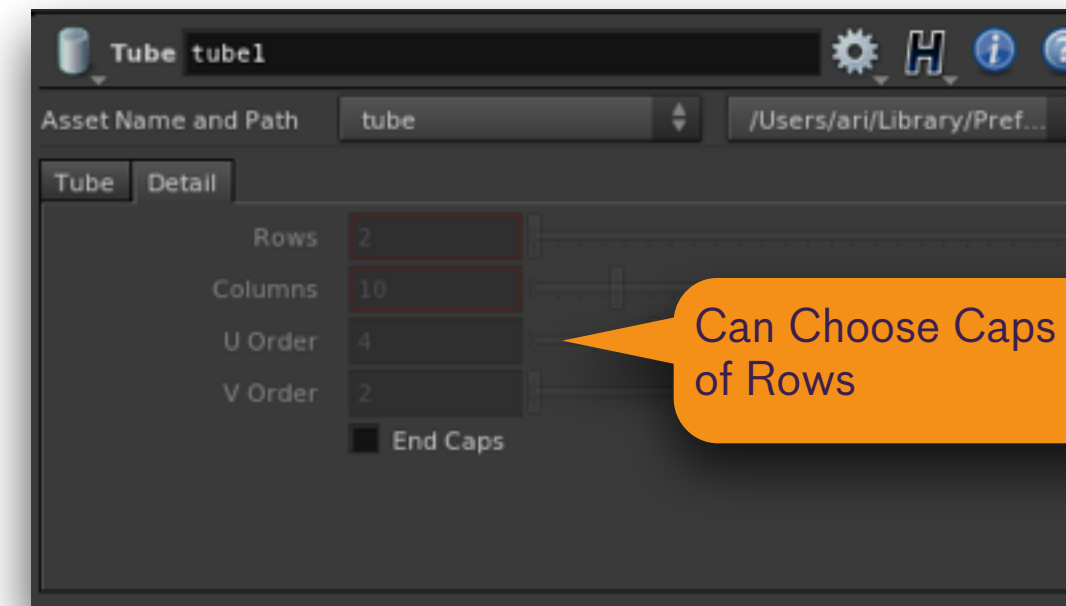 Tube tube1
Asset Name and Path tube /Users/ari/Library/Pref...
Tube Detail
Rows 2
Columns 10
U Order 4
V Order 2
End Caps
Can Choose Caps
of Rows